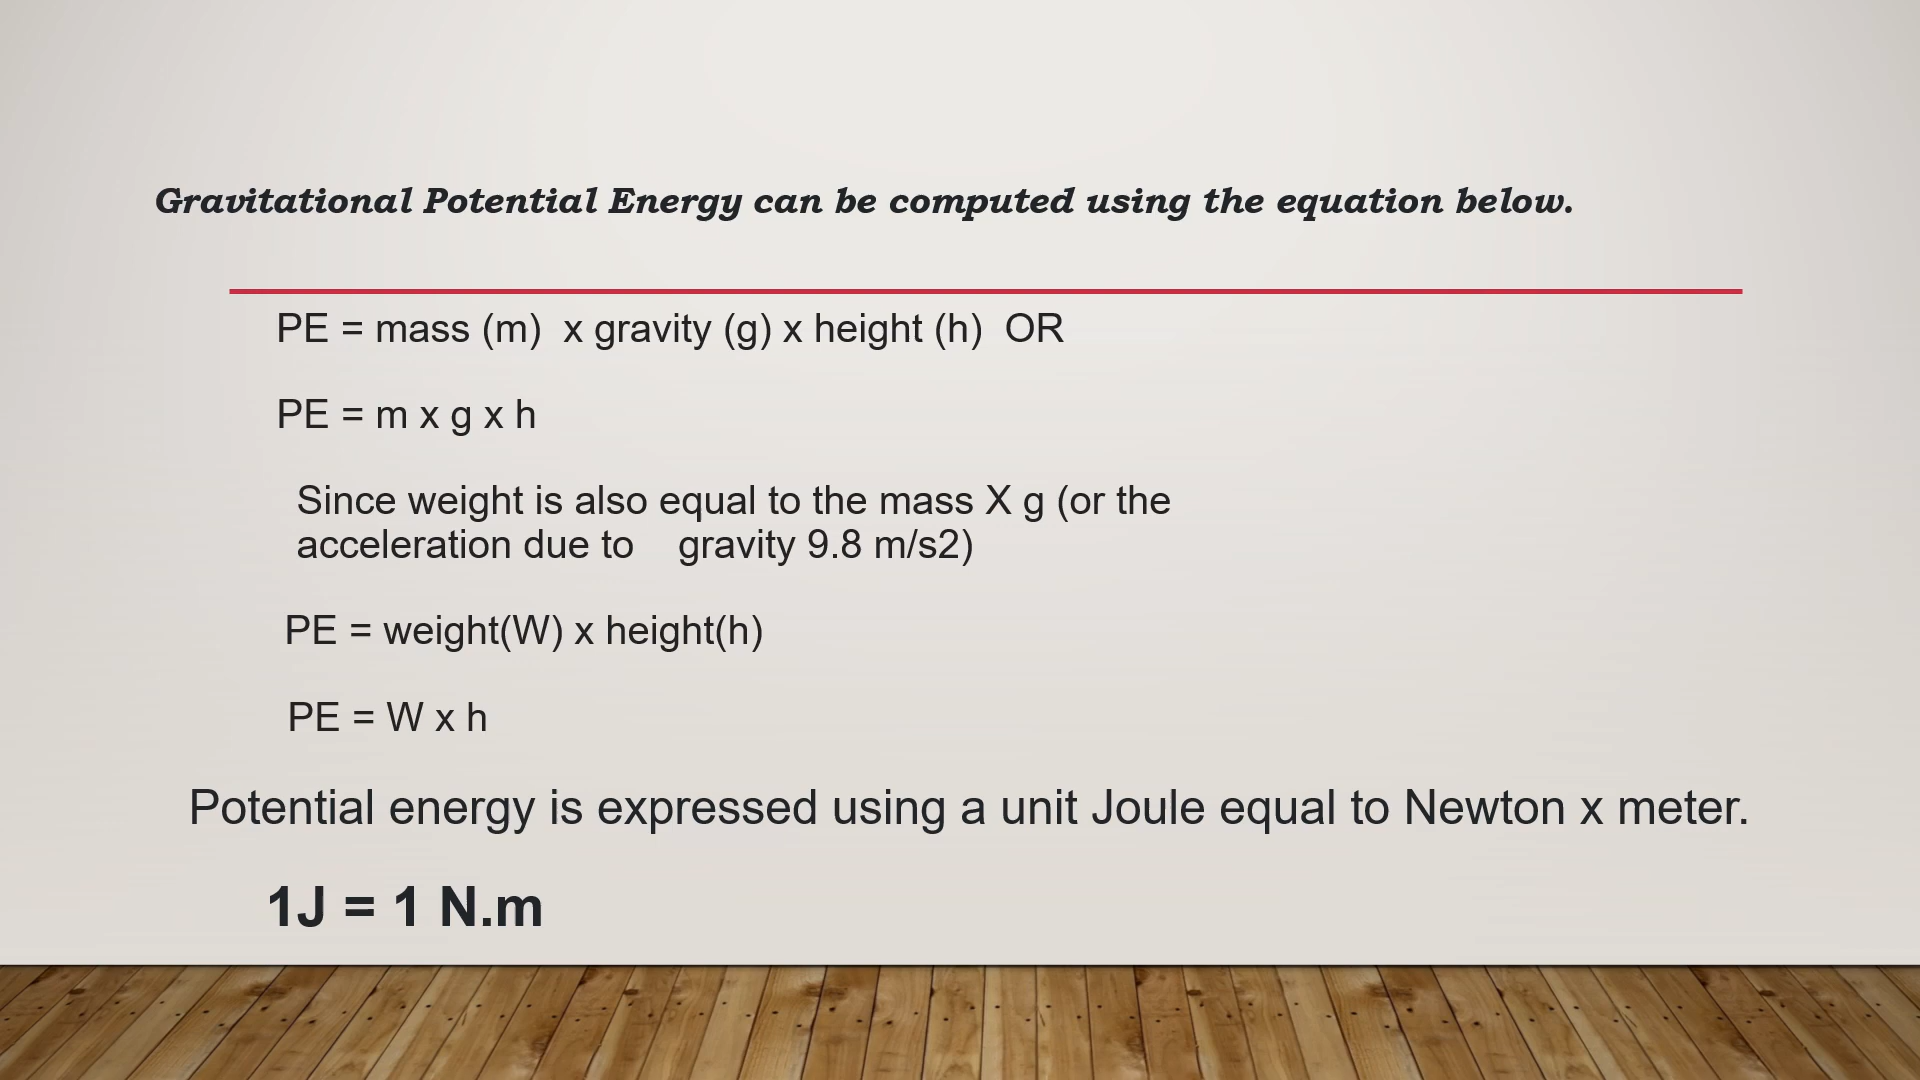 Gravitational Potential Energy can be computed using the equation below.
PE = mass (m)  x gravity (g) x height (h)  OR
PE = m x g x h
Since weight is also equal to the mass X g (or the
acceleration due to    gravity 9.8 m/s2)
PE = weight(W) x height(h)
PE = W x h
Potential energy is expressed using a unit Joule equal to Newton x meter.
1J = 1 N.m